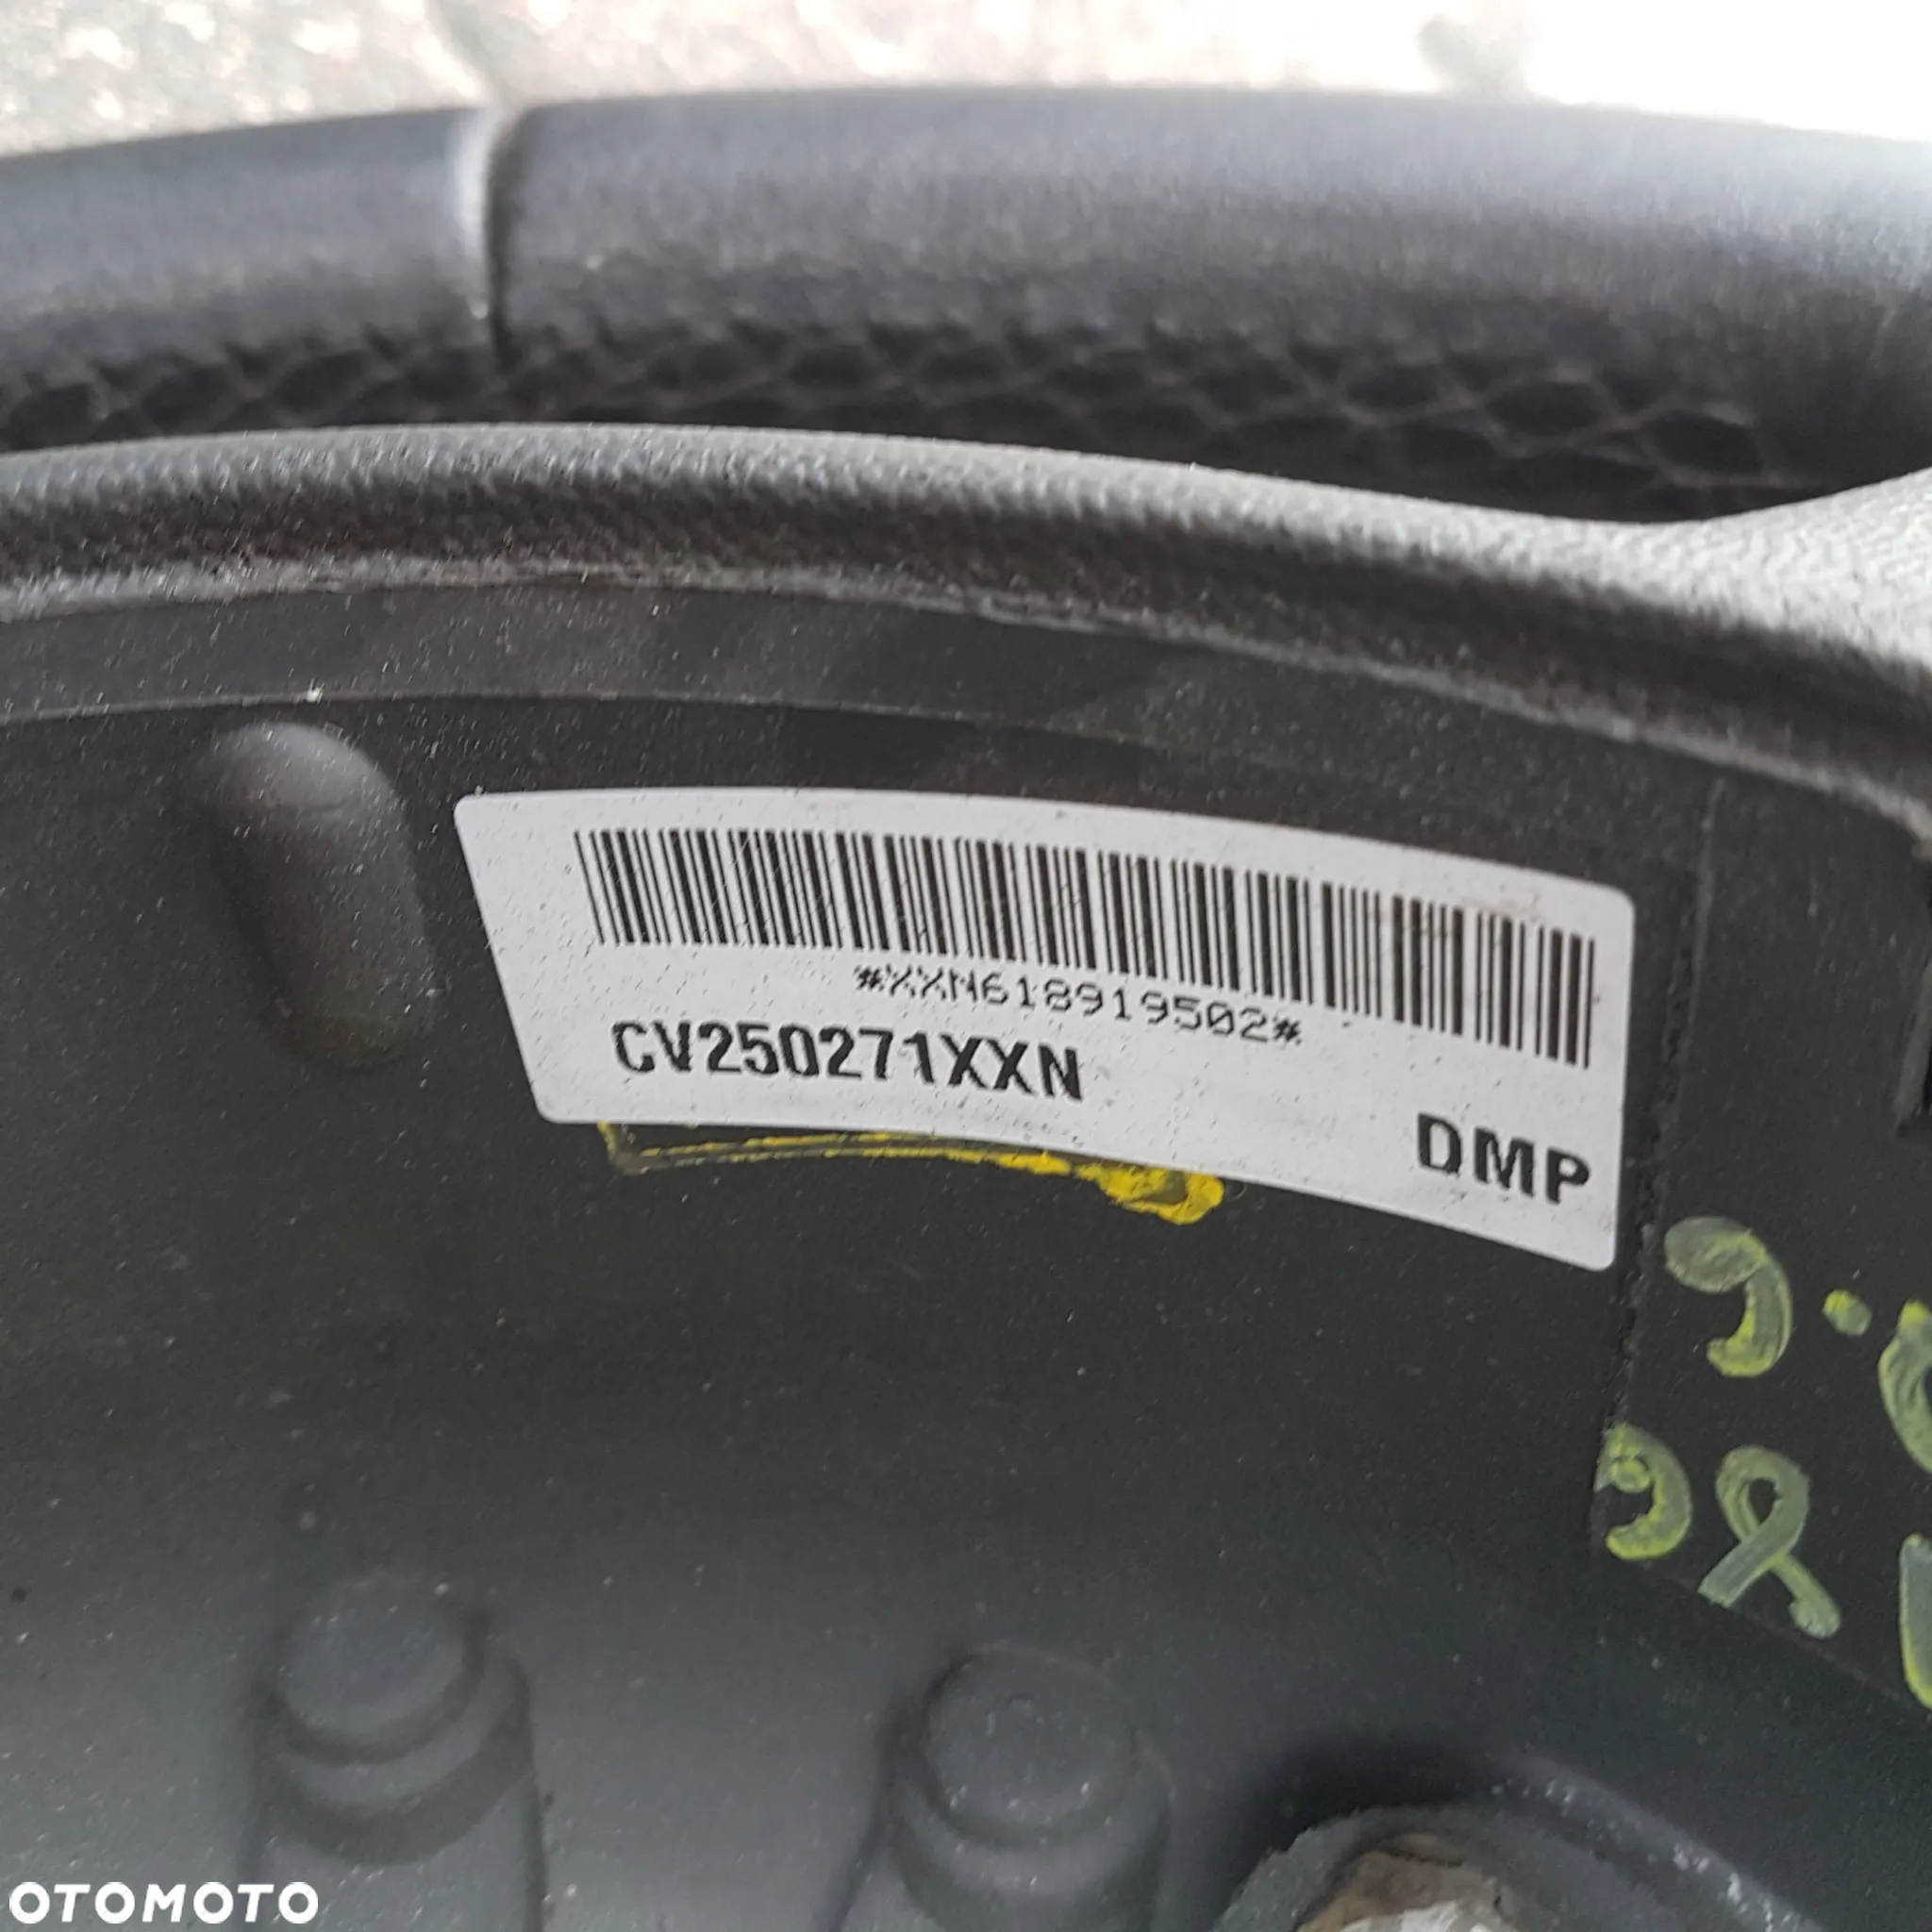 *XXN618919502*
CV250271XXN
DMP
OTOMOTO